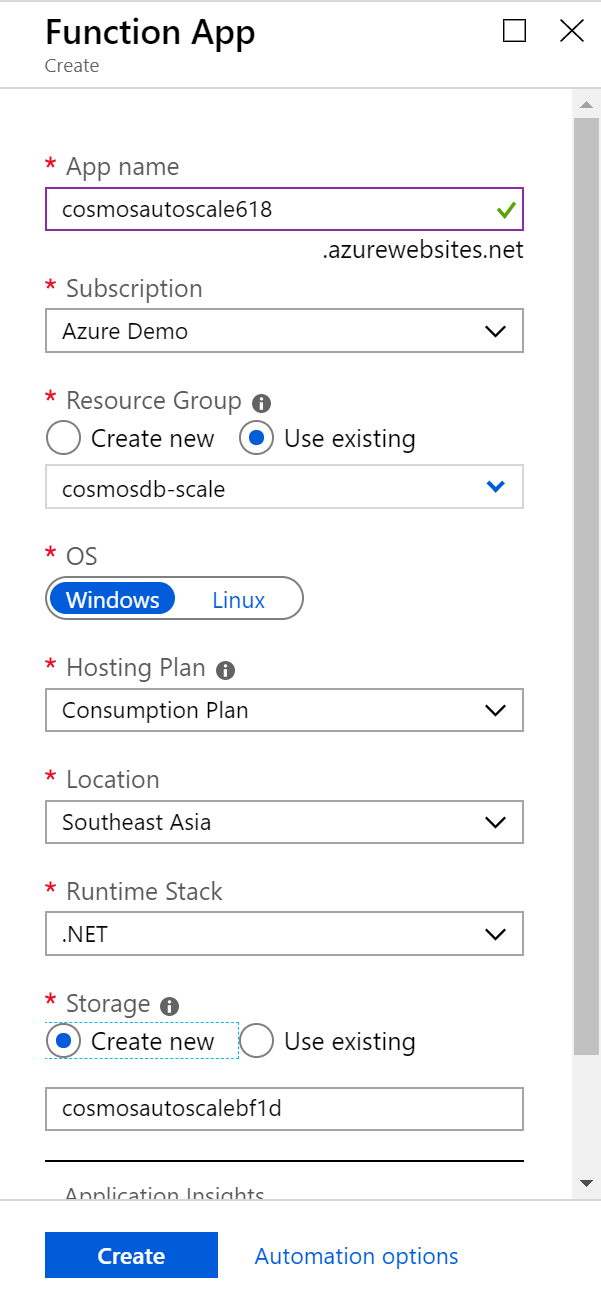 Function App
Create
* App name
cosmosautoscale618
.azurewebsites.net
* Subscription
Azure Demo
* Resource Group
Create new Use existing
cosmosdb-scale
* OS
Windows Linux
* Hosting Plan
Consumption Plan
* Location
Southeast Asia
* Runtime Stack
.NET
* Storage
Create new Use existing
cosmosautoscalebf1d
Application Insights
Create Automation options